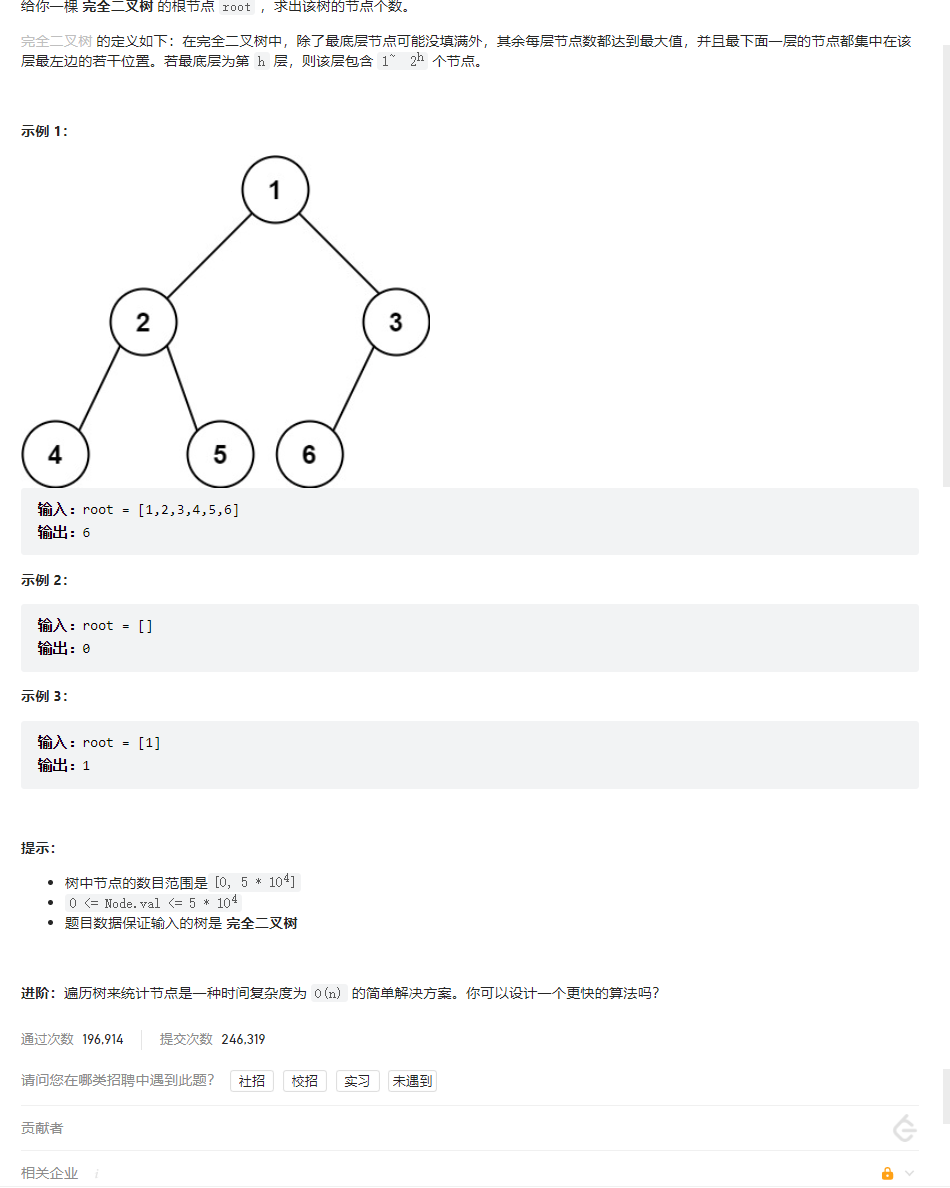 给你一棵 完全二叉树 的根节点 root ，求出该树的节点个数。
完全二叉树 的定义如下：在完全二叉树中，除了最底层节点可能没填满外，其余每层节点数都达到最大值，并且最下面一层的节点都集中在该
层最左边的若干位置。若最底层为第 h 层，则该层包含 1~ 2^h 个节点。
示例 1：
1
2 3
4 5 6
输入：root = [1,2,3,4,5,6]
输出：6
示例 2：
输入：root = []
输出：0
示例 3：
输入：root = [1]
输出：1
提示：
• 树中节点的数目范围是 [0, 5 * 10^4]
• 0 <= Node.val <= 5 * 10^4
• 题目数据保证输入的树是 完全二叉树
进阶：遍历树来统计节点是一种时间复杂度为 O(n) 的简单解决方案。你可以设计一个更快的算法吗？
通过次数 196,914 提交次数 246,319
请问您在哪类招聘中遇到此题？ 社招 校招 实习 未遇到
贡献者
相关企业 i